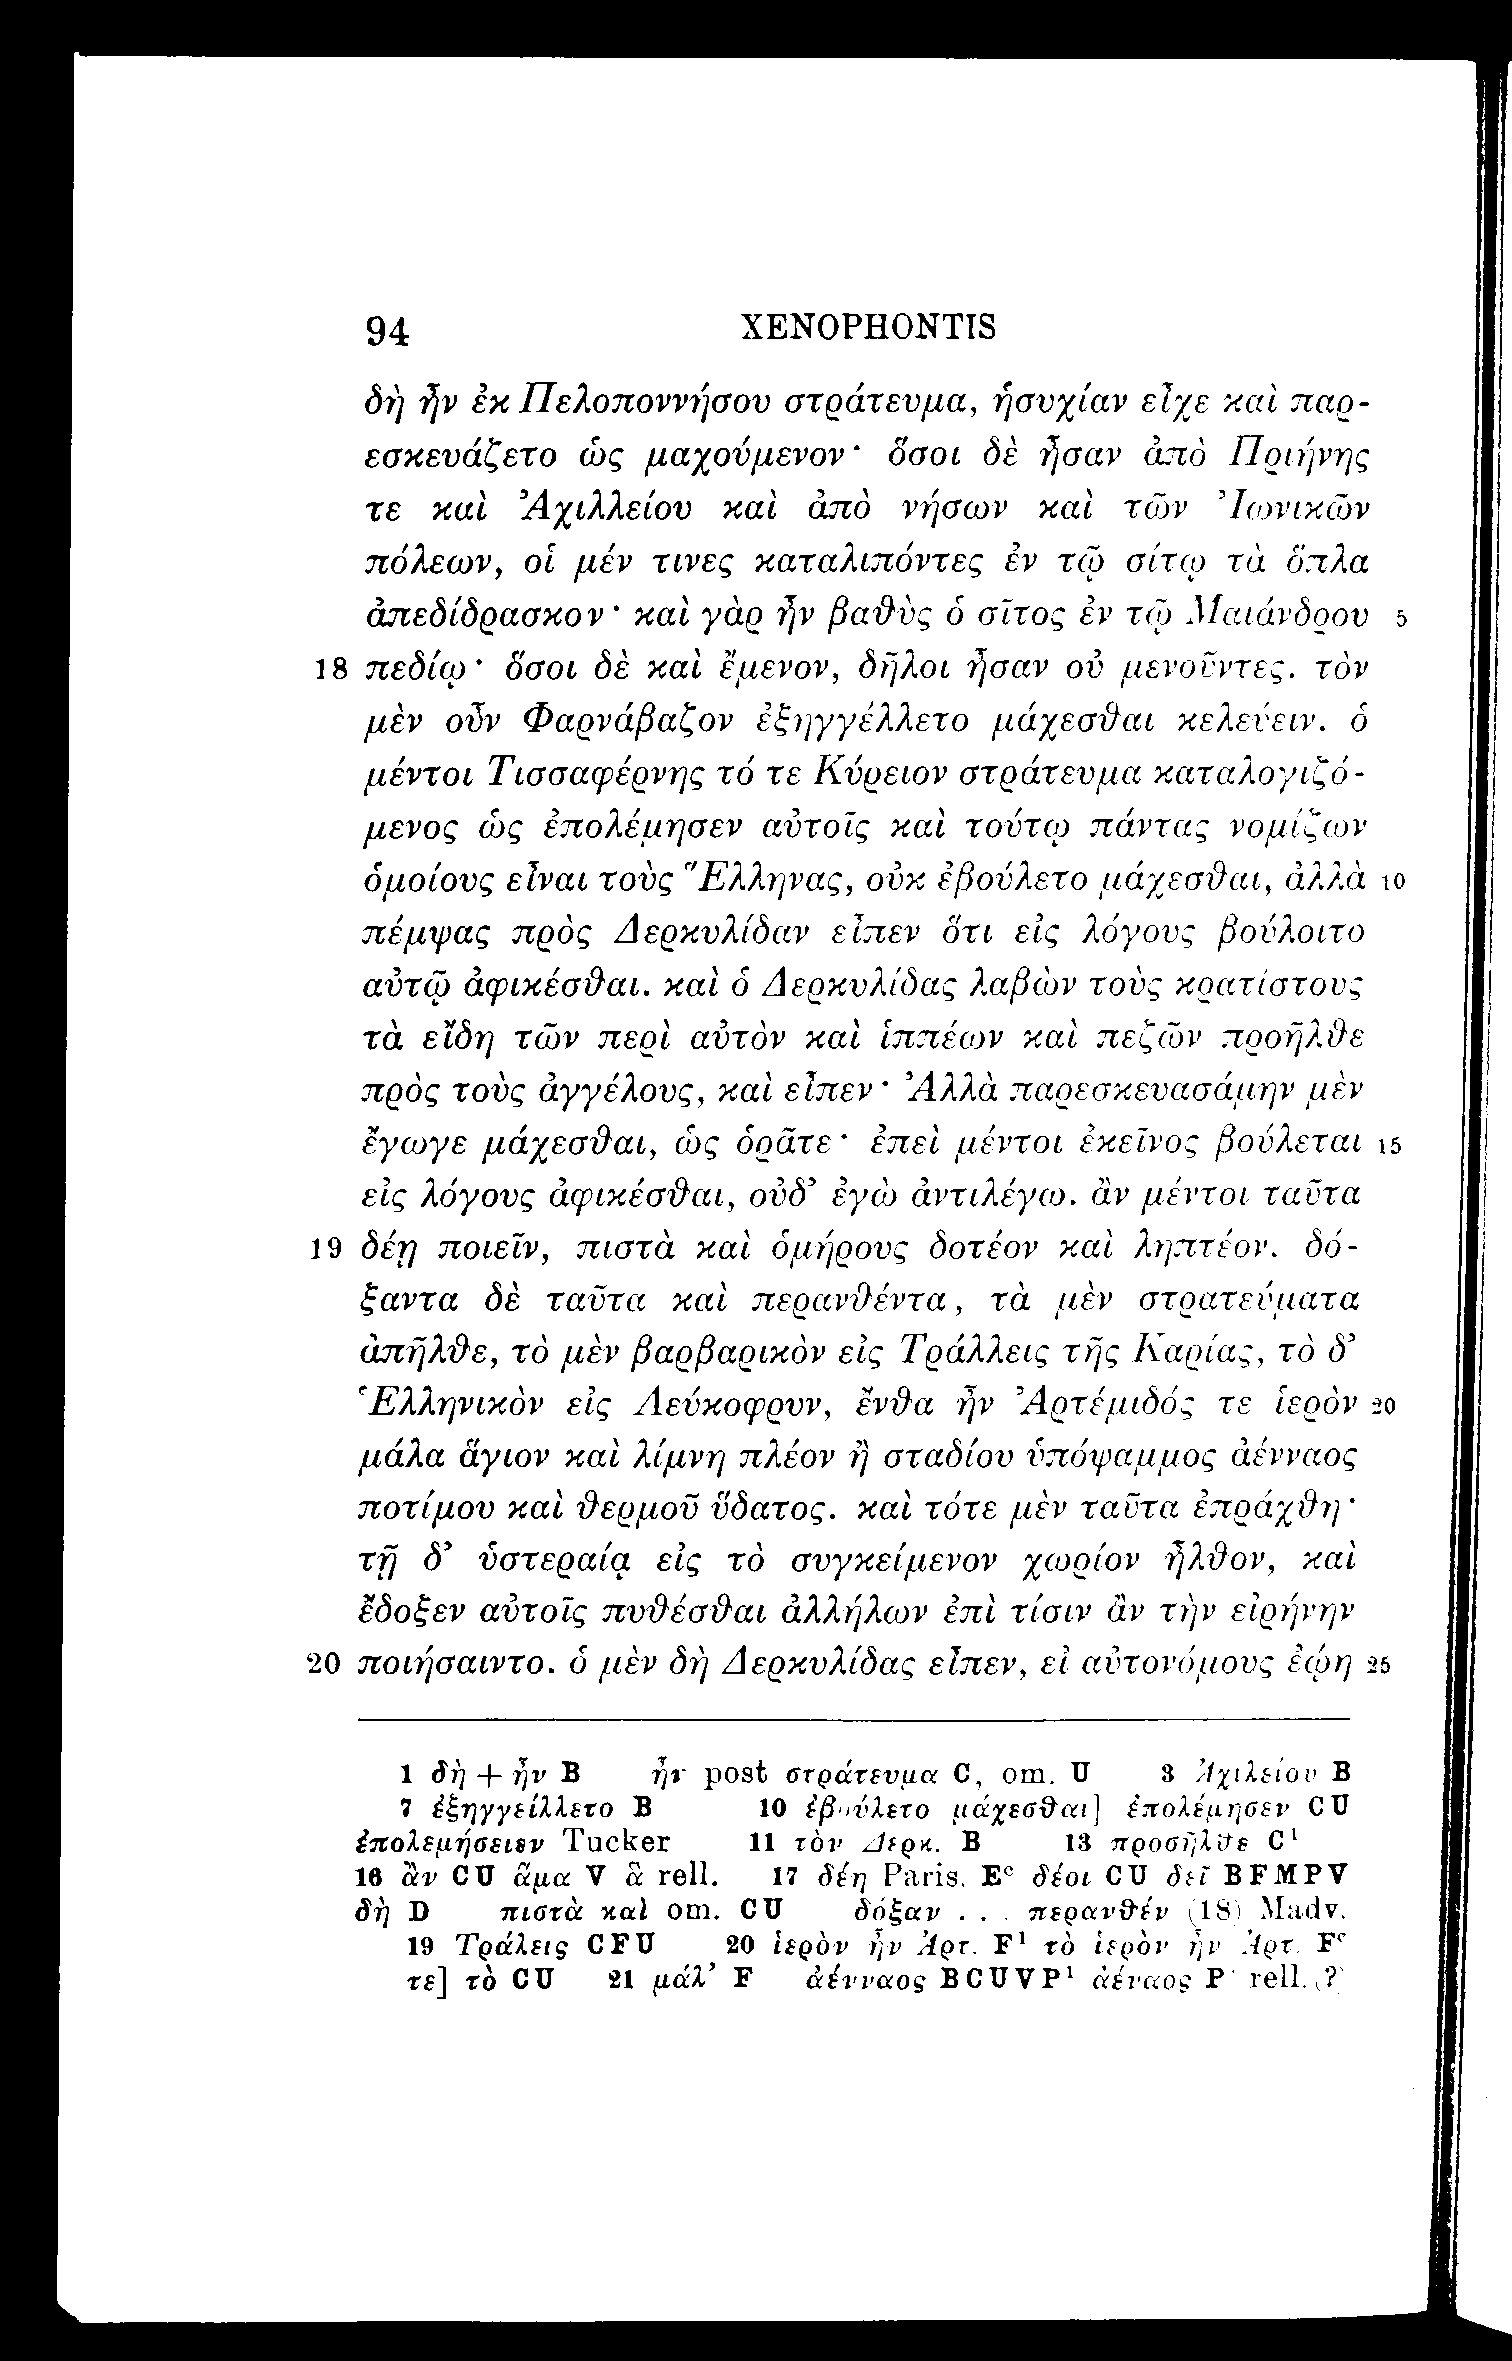 94 XENOPHONTIS
δὴ ἦν ἐκ Πελοποννήσου στράτευμα, ἡσυχίαν εἶχε καὶ παρ-
εσκευάζετο ὡς μαχούμενον· ὅσοι δὲ ἦσαν ἀπὸ Πριήνης
τε καὶ Ἀχιλλείου καὶ ἀπὸ νήσων καὶ τῶν Ἰωνικῶν
πόλεων, οἱ μέν τινες καταλιπόντες ἐν τῷ σίτῳ τὰ ὅπλα
ἀπεδίδρασκον· καὶ γὰρ ἦν βαθὺς ὁ σῖτος ἐν τῷ Μαιάνδρου 5
18 πεδίῳ· ὅσοι δὲ καὶ ἔμενον, δῆλοι ἦσαν οὐ μενοῦντες. τὸν
μὲν οὖν Φαρνάβαζον ἐξηγγέλλετο μάχεσθαι κελεύειν. ὁ
μέντοι Τισσαφέρνης τό τε Κύρειον στράτευμα καταλογιζό-
μενος ὡς ἐπολέμησεν αὐτοῖς καὶ τούτῳ πάντας νομίζων
ὁμοίους εἶναι τοὺς Ἕλληνας, οὐκ ἐβούλετο μάχεσθαι, ἀλλὰ 10
πέμψας πρὸς Δερκυλίδαν εἶπεν ὅτι εἰς λόγους βούλοιτο
αὐτῷ ἀφικέσθαι. καὶ ὁ Δερκυλίδας λαβὼν τοὺς κρατίστους
τὰ εἴδη τῶν περὶ αὐτὸν καὶ ἱππέων καὶ πεζῶν προῆλθε
πρὸς τοὺς ἀγγέλους, καὶ εἶπεν· Ἀλλὰ παρεσκευασάμην μὲν
ἔγωγε μάχεσθαι, ὡς ὁρᾶτε· ἐπεὶ μέντοι ἐκεῖνος βούλεται 15
εἰς λόγους ἀφικέσθαι, οὐδ’ ἐγὼ ἀντιλέγω. ἂν μέντοι ταῦτα
19 δέῃ ποιεῖν, πιστὰ καὶ ὁμήρους δοτέον καὶ ληπτέον. δό-
ξαντα δὲ ταῦτα καὶ περανθέντα, τὰ μὲν στρατεύματα
ἀπῆλθε, τὸ μὲν βαρβαρικὸν εἰς Τράλλεις τῆς Καρίας, τὸ δ’
Ἑλληνικὸν εἰς Λεύκοφρυν, ἔνθα ἦν Ἀρτέμιδός τε ἱερὸν 20
μάλα ἅγιον καὶ λίμνη πλέον ἢ σταδίου ὑπόψαμμος ἀένναος
ποτίμου καὶ θερμοῦ ὕδατος. καὶ τότε μὲν ταῦτα ἐπράχθη·
τῇ δ’ ὑστεραίᾳ εἰς τὸ συγκείμενον χωρίον ἦλθον, καὶ
ἔδοξεν αὐτοῖς πυθέσθαι ἀλλήλων ἐπὶ τίσιν ἂν τὴν εἰρήνην
20 ποιήσαιντο. ὁ μὲν δὴ Δερκυλίδας εἶπεν, εἰ αὐτονόμους ἐῴη 25
1 δὴ + ἦν B ἦν post στράτευμα C, om. U 3 Ἀχιλείου B
7 ἐξηγγείλλετο B 10 ἐβούλετο μάχεσθαι] ἐπολέμησεν CU
ἐπολεμήσειεν Tucker 11 τὸν Δερκ. B 13 προσῆλθε C¹
16 ἂν CU ἅμα V ἃ rell. 17 δέῃ Paris. Eᶜ δέοι CU δεῖ BFMPV
δὴ D πιστὰ καὶ om. CU δόξαν . . . περανθέν (18) Madv.
19 Τράλεις CFU 20 ἱερὸν ἦν Ἀρτ. F¹ τὸ ἱερὸν ἦν Ἀρτ. Fᶜ
τε] τὸ CU 21 μάλ’ F ἀένναος BCUVP¹ ἀέναος P rell. (?)